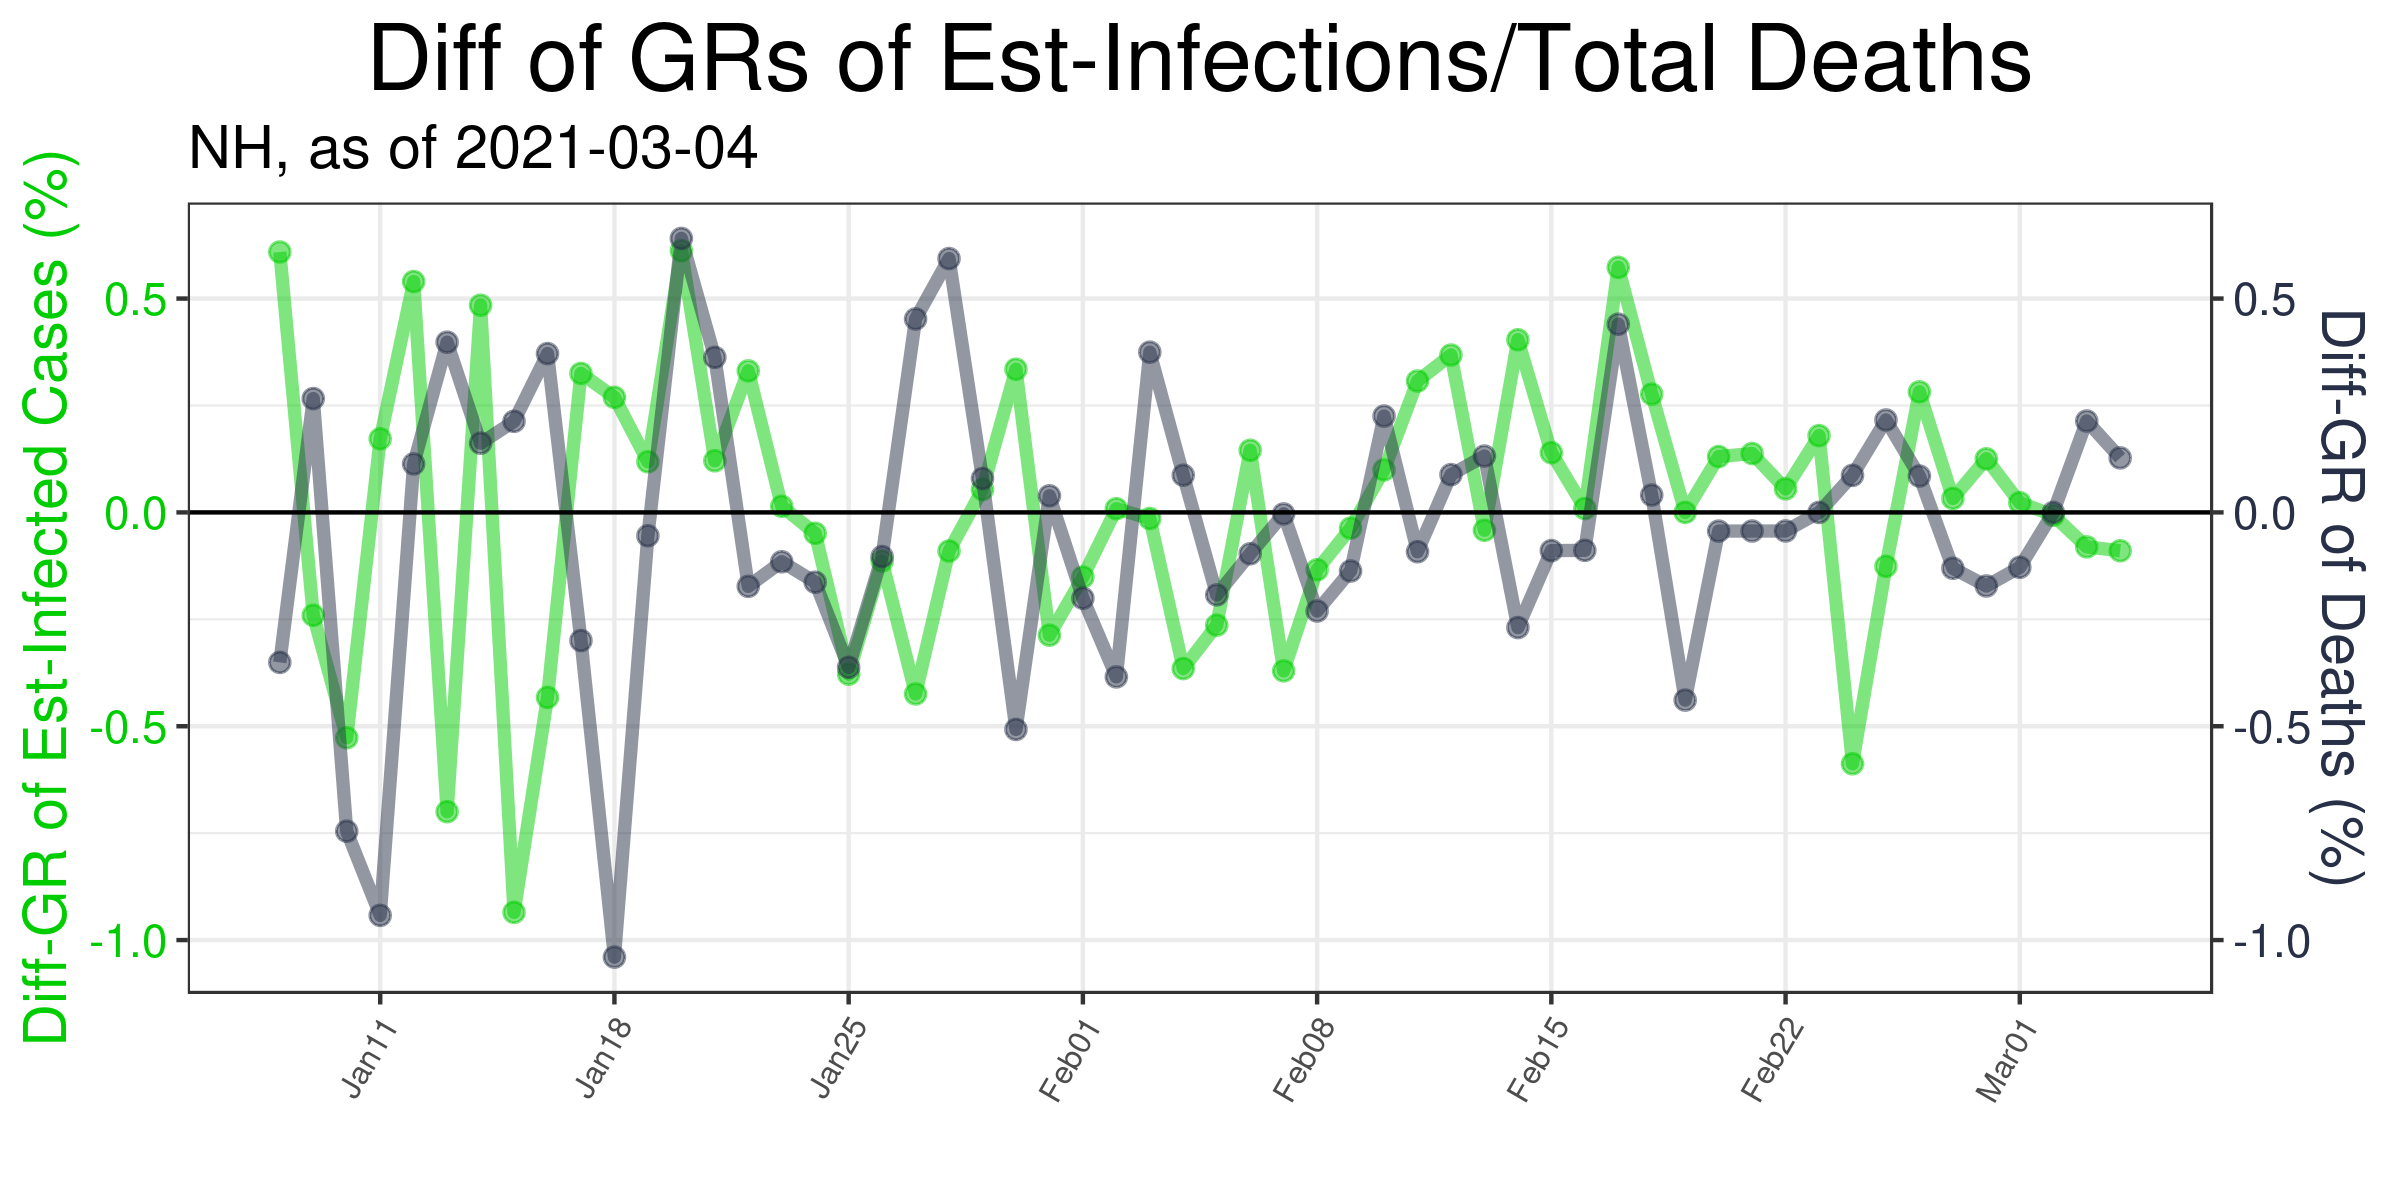 Diff of GRs of Est-Infections/Total Deaths
NH, as of 2021-03-04
Diff-GR of Est-Infected Cases (%)
0.5
0.0
-0.5
-1.0
0.5
0.0
-0.5
-1.0
Diff-GR of Deaths (%)
Jan11
Jan18
Jan25
Feb01
Feb08
Feb15
Feb22
Mar01